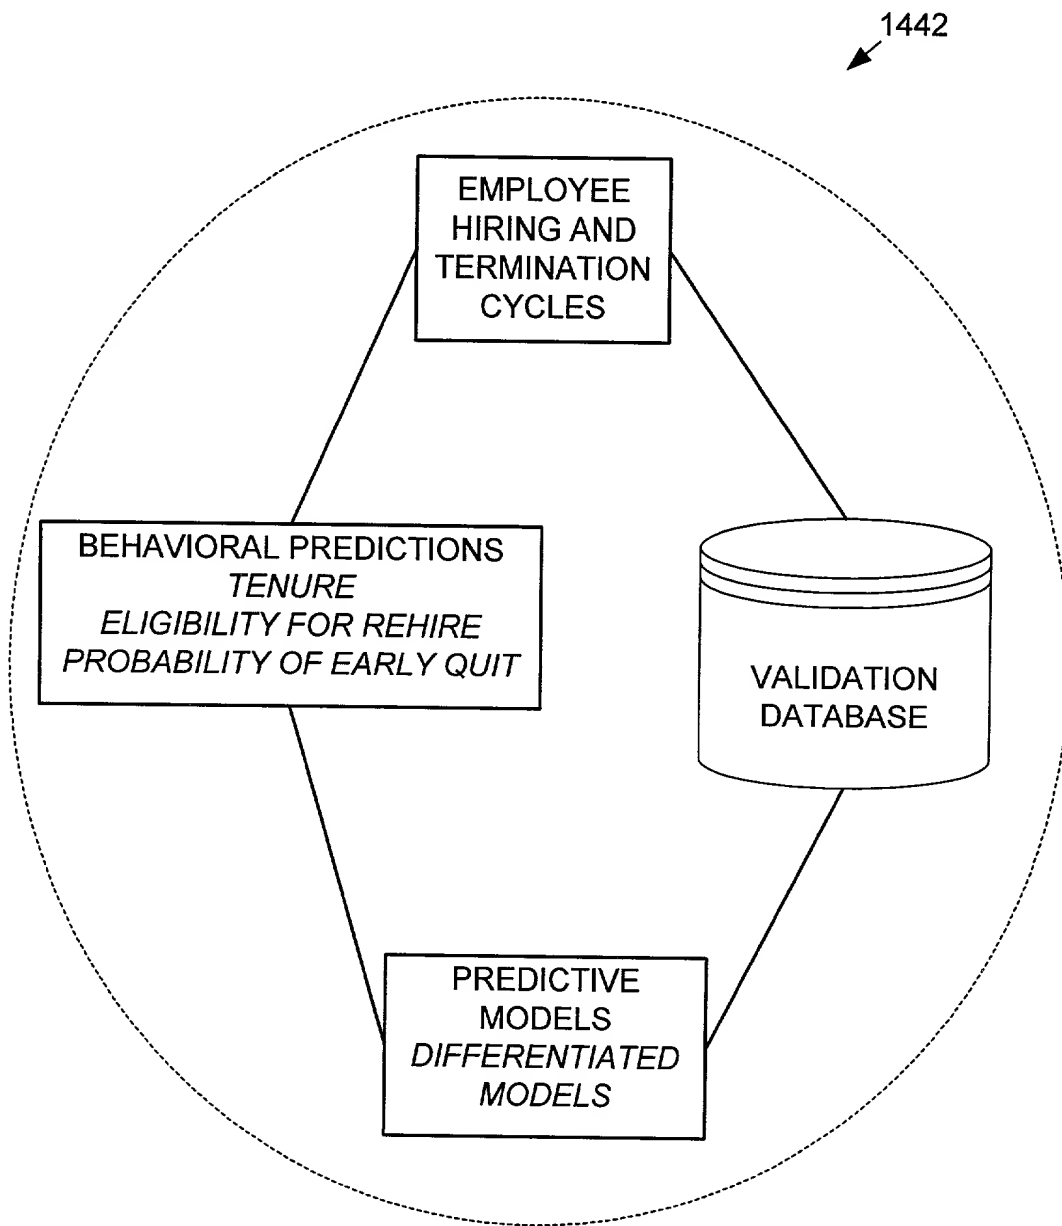 1442
EMPLOYEE
HIRING AND
TERMINATION
CYCLES
BEHAVIORAL PREDICTIONS
TENURE
ELIGIBILITY FOR REHIRE
PROBABILITY OF EARLY QUIT
VALIDATION
DATABASE
PREDICTIVE
MODELS
DIFFERENTIATED
MODELS